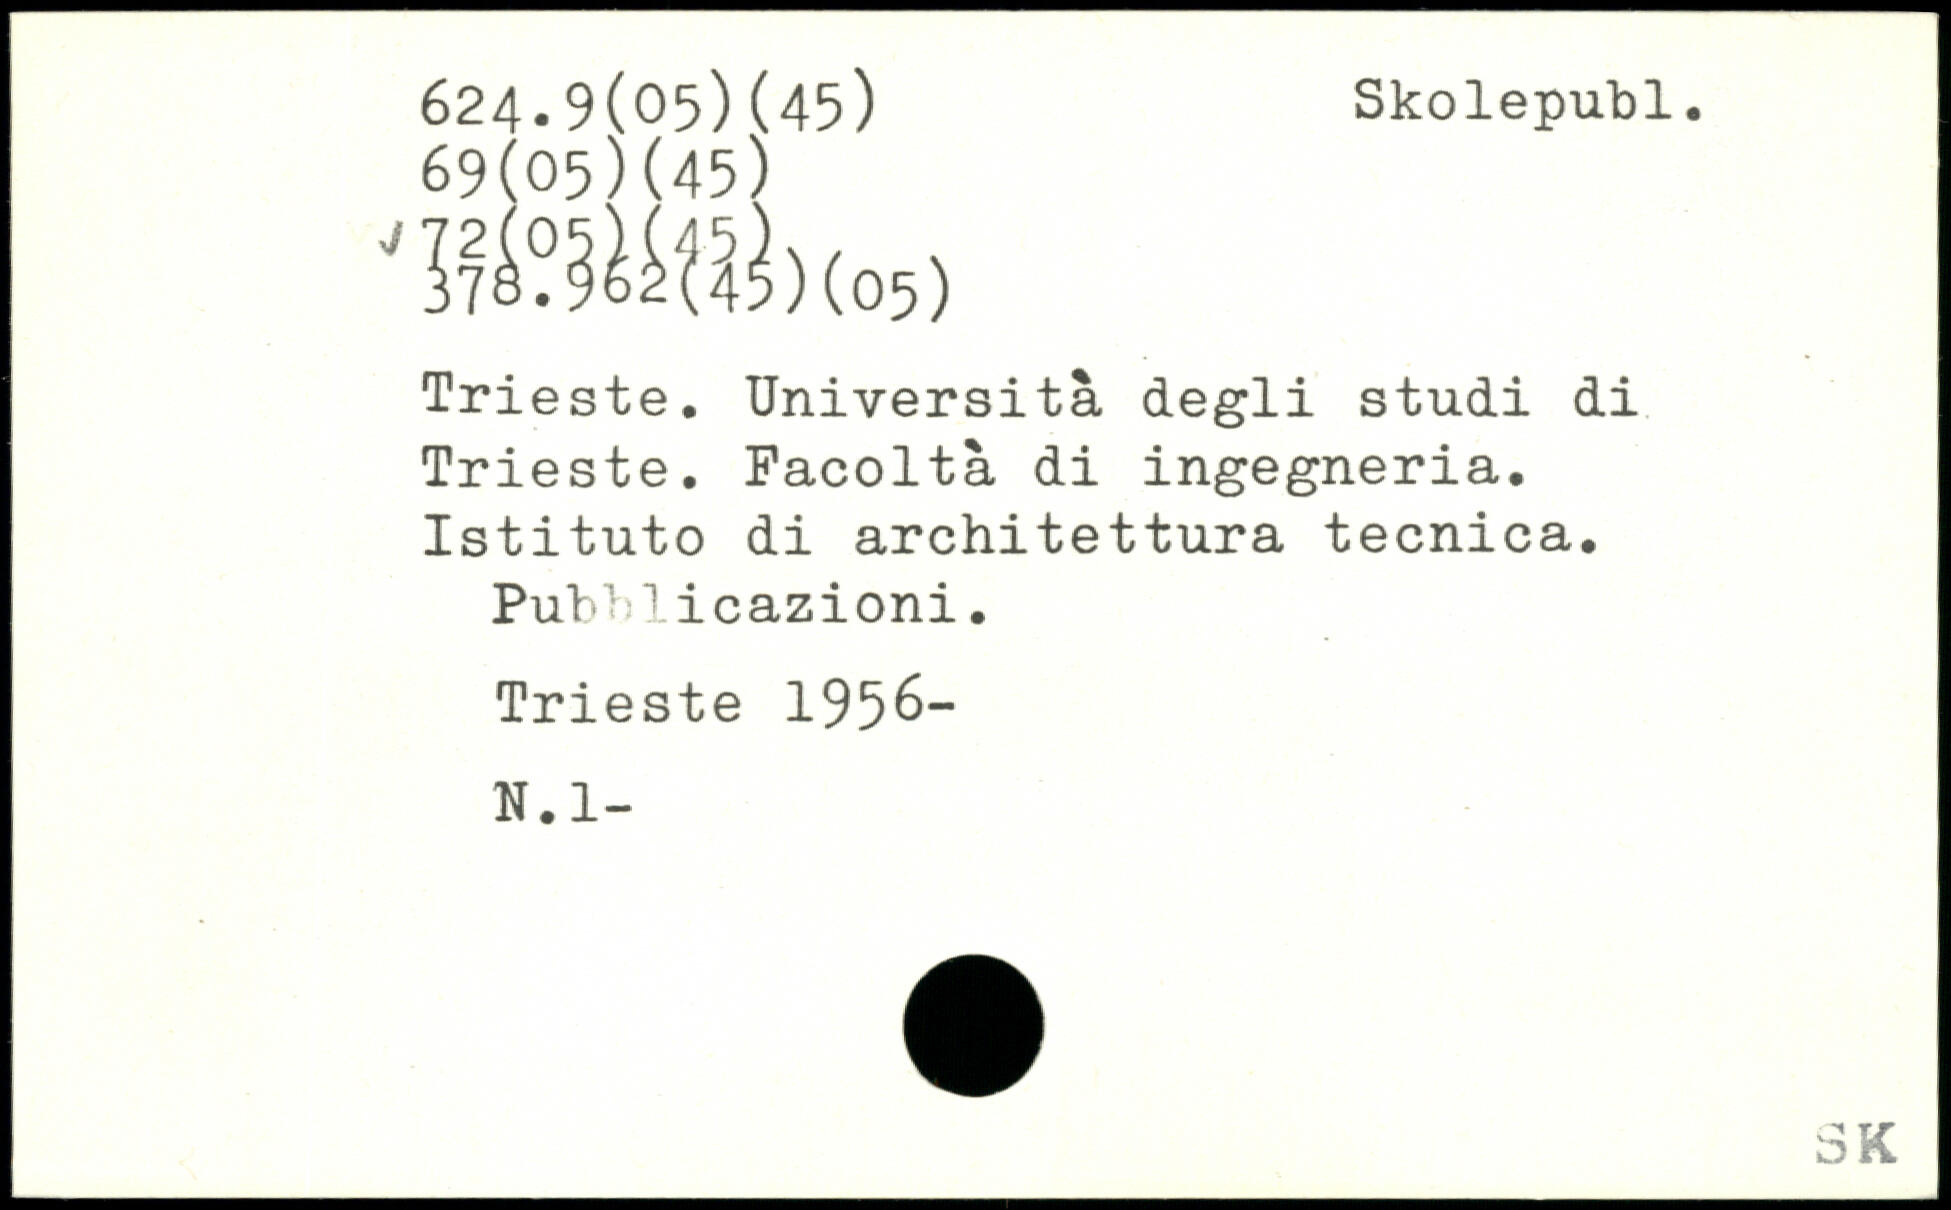 624.9(05)(45) Skolepubl.
69(05)(45)
✓ 72(05)(45)
378.962(45)(05)
Trieste. Università degli studi di
Trieste. Facoltà di ingegneria.
Istituto di architettura tecnica.
Pubblicazioni.
Trieste 1956-
N.1-
SK